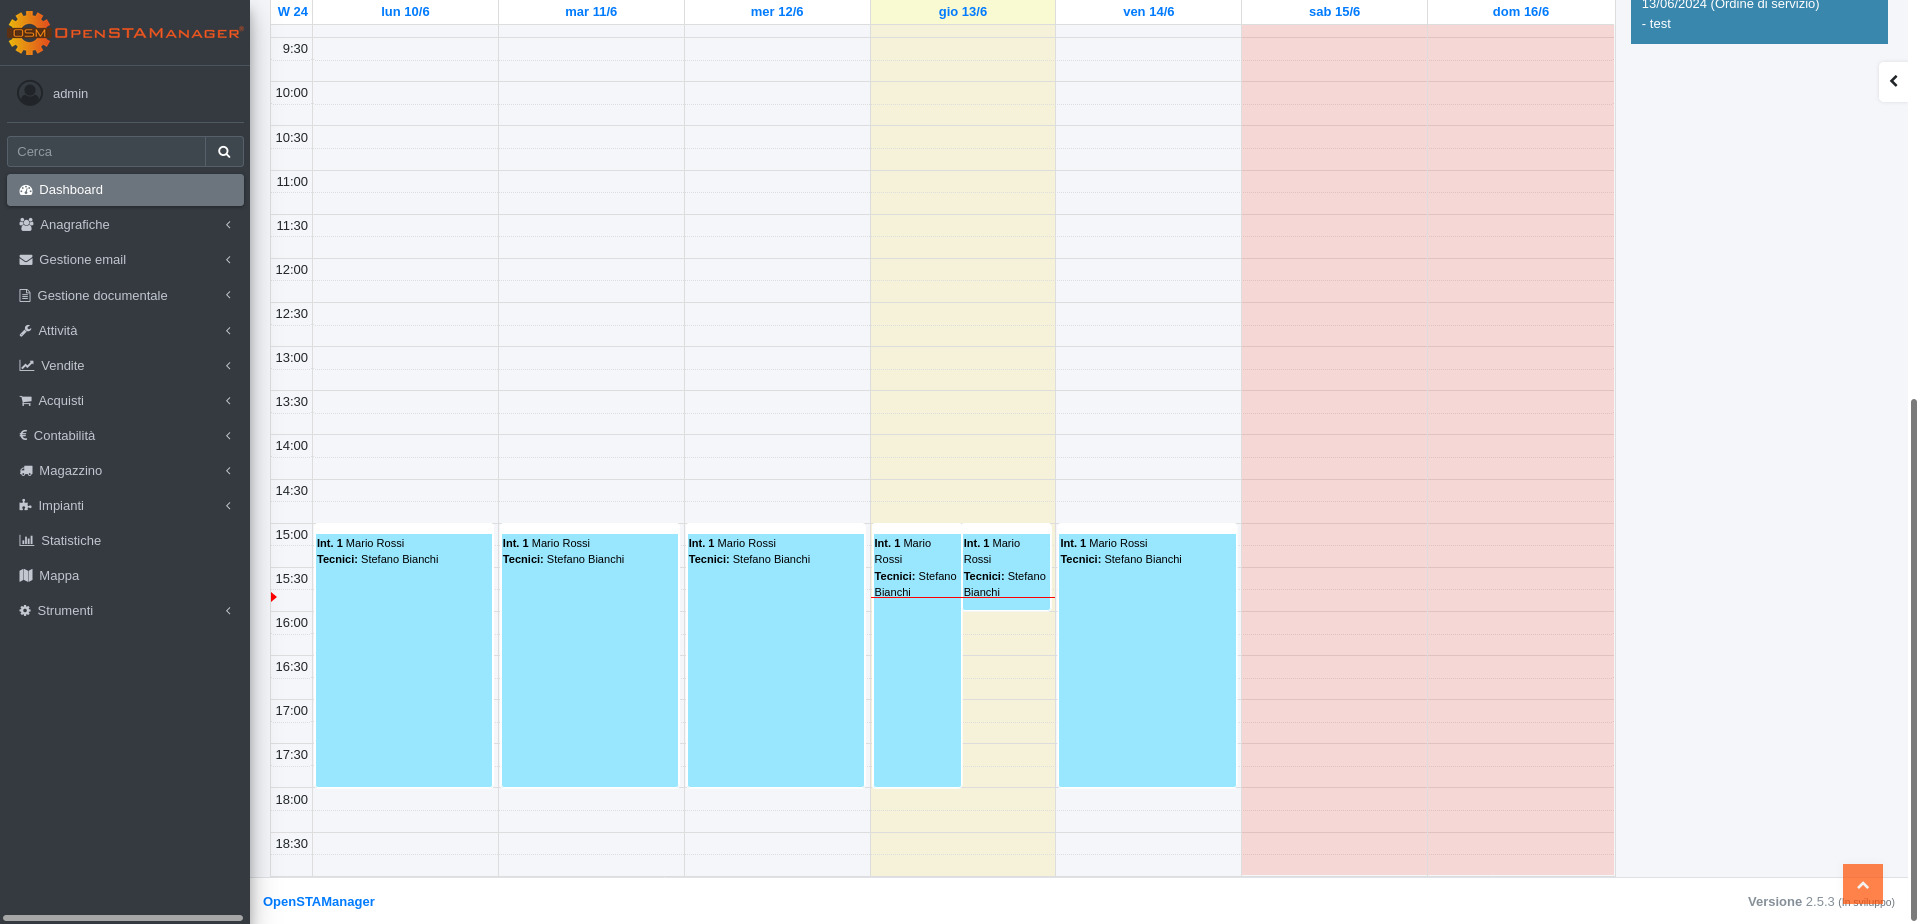 OpenSTAManager®
OSM
admin
Cerca
Dashboard
Anagrafiche
Gestione email
Gestione documentale
Attività
Vendite
Acquisti
Contabilità
Magazzino
Impianti
Statistiche
Mappa
Strumenti
W 24 lun 10/6 mar 11/6 mer 12/6 gio 13/6 ven 14/6 sab 15/6 dom 16/6
9:30
10:00
10:30
11:00
11:30
12:00
12:30
13:00
13:30
14:00
14:30
15:00
15:30
16:00
16:30
17:00
17:30
18:00
18:30
Int. 1 Mario Rossi
Tecnici: Stefano Bianchi
Int. 1 Mario Rossi
Tecnici: Stefano Bianchi
Int. 1 Mario Rossi
Tecnici: Stefano Bianchi
Int. 1 Mario
Rossi
Tecnici: Stefano
Bianchi
Int. 1 Mario
Rossi
Tecnici: Stefano
Bianchi
Int. 1 Mario Rossi
Tecnici: Stefano Bianchi
13/06/2024 (Ordine di servizio)
- test
OpenSTAManager
Versione 2.5.3 (In sviluppo)